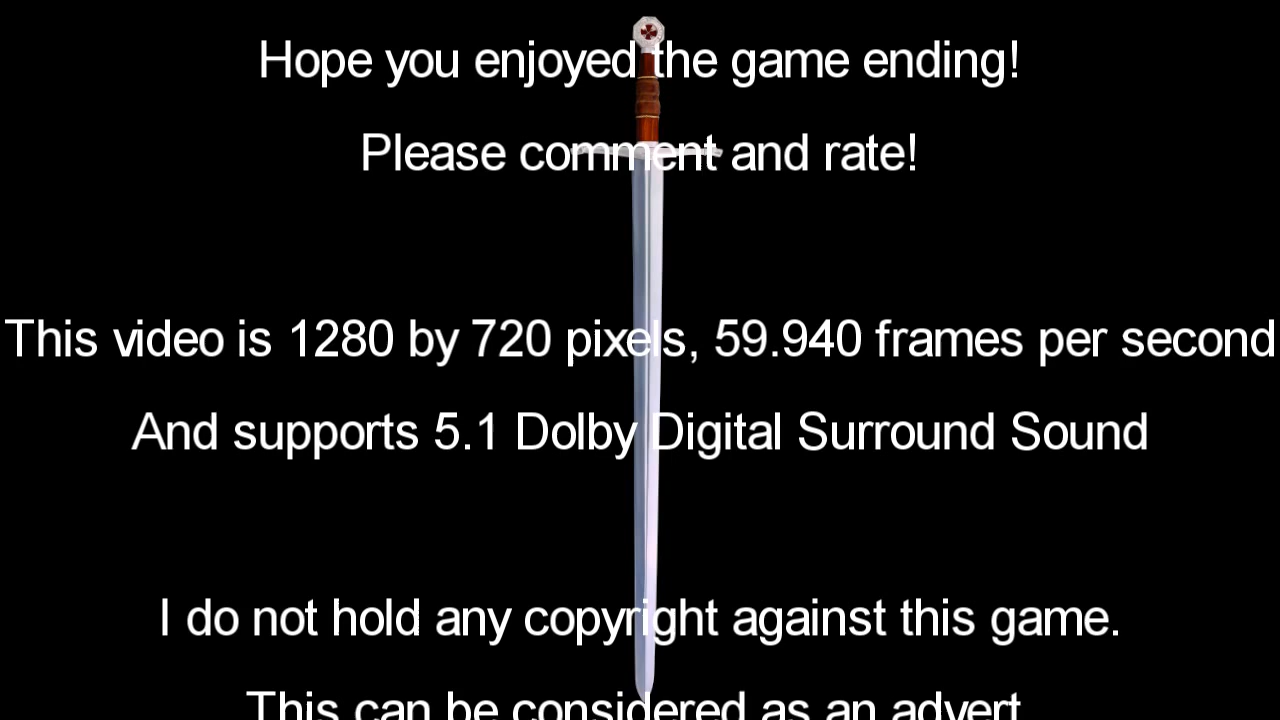 Hope you enjoyed the game ending!
Please comment and rate!
This video is 1280 by 720 pixels, 59.940 frames per second
And supports 5.1 Dolby Digital Surround Sound
I do not hold any copyright against this game.
This can be considered as an advert